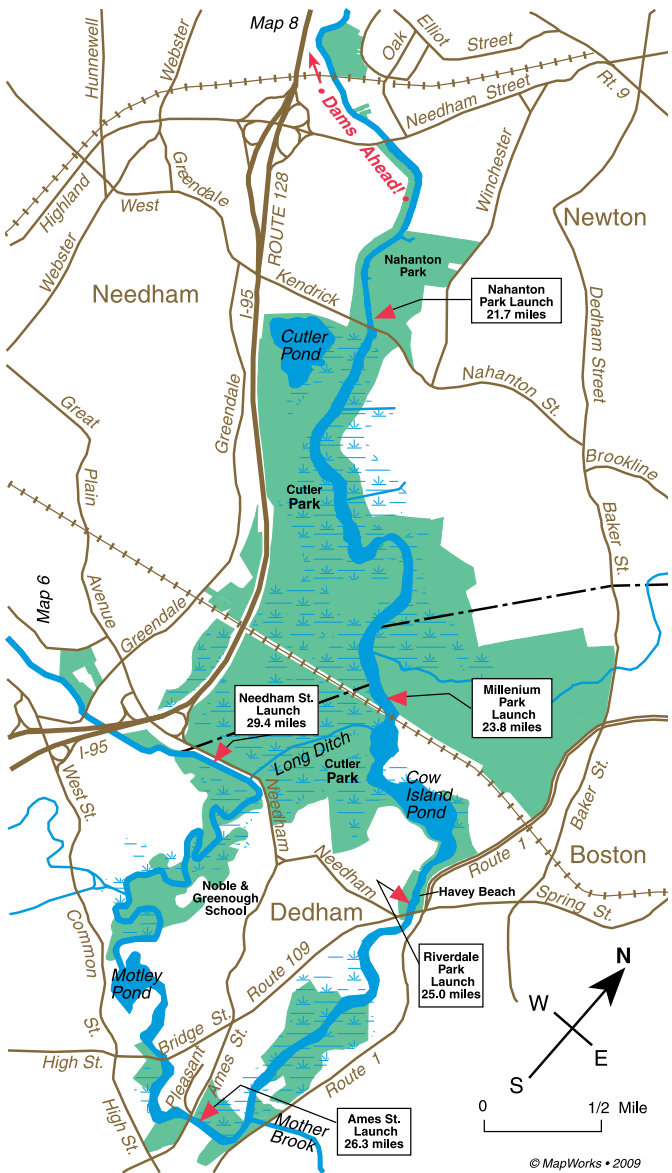 Map 8
Elliot
Street
Oak
Hunnewell
Webster
Rt. 9
Needham Street
• Dams Ahead! •
Highland
Greendale
West
ROUTE 128
Winchester
Newton
Webster
Nahanton
Park
Needham
Kendrick
Nahanton
Park Launch
21.7 miles
I-95
Dedham Street
Cutler
Pond
Greendale
Nahanton St.
Great
Plain
Avenue
Brookline
Cutler
Park
Baker St.
Map 6
Greendale
Needham St.
Launch
29.4 miles
Millenium
Park
Launch
23.8 miles
I-95
Long Ditch
Cutler
Park
West St.
Needham
Cow
Island
Pond
Baker St.
Route 1
Boston
Needham
Noble &
Greenough
School
Havey Beach
Spring St.
Dedham
Common
St.
Route 109
Riverdale
Park
Launch
25.0 miles
Motley
Pond
N
W
E
S
Bridge St.
High St.
Pleasant
Ames St.
Route 1
High St.
Mother
Brook
Ames St.
Launch
26.3 miles
0 1/2 Mile
© MapWorks • 2009